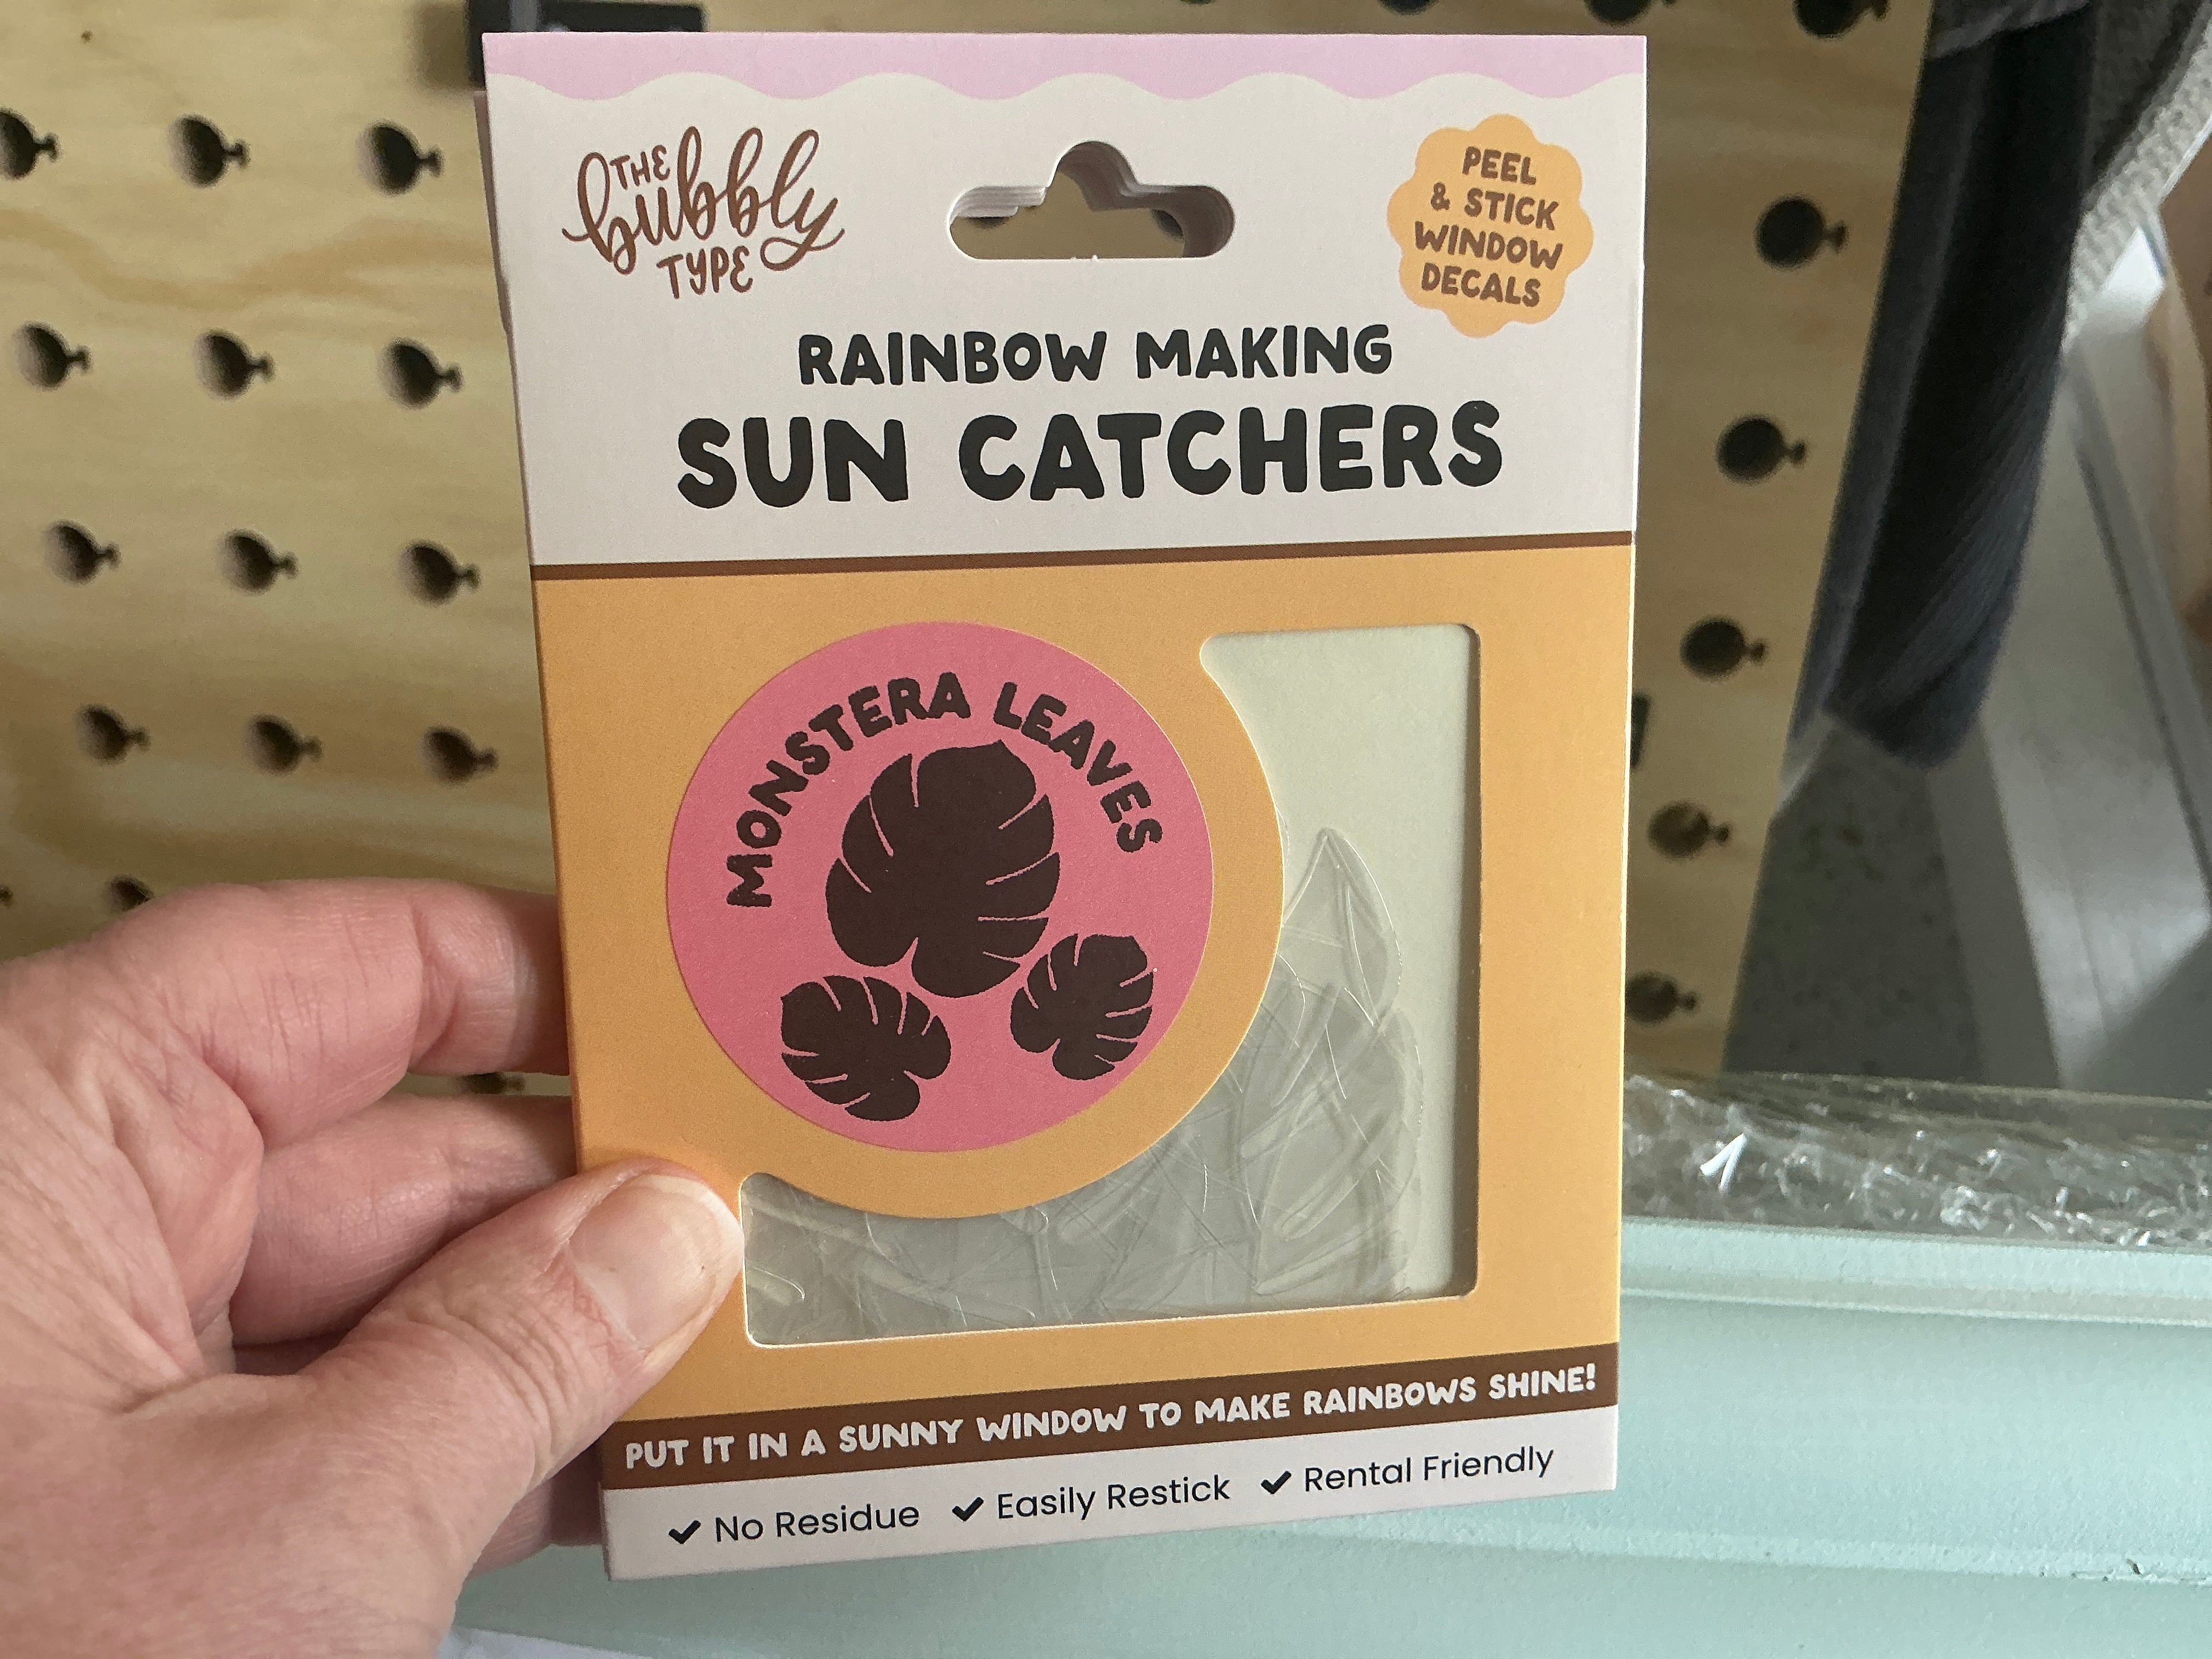 THE
bubbly
TYPE
PEEL
& STICK
WINDOW
DECALS
RAINBOW MAKING
SUN CATCHERS
MONSTERA LEAVES
PUT IT IN A SUNNY WINDOW TO MAKE RAINBOWS SHINE!
✓ No Residue ✓ Easily Restick ✓ Rental Friendly